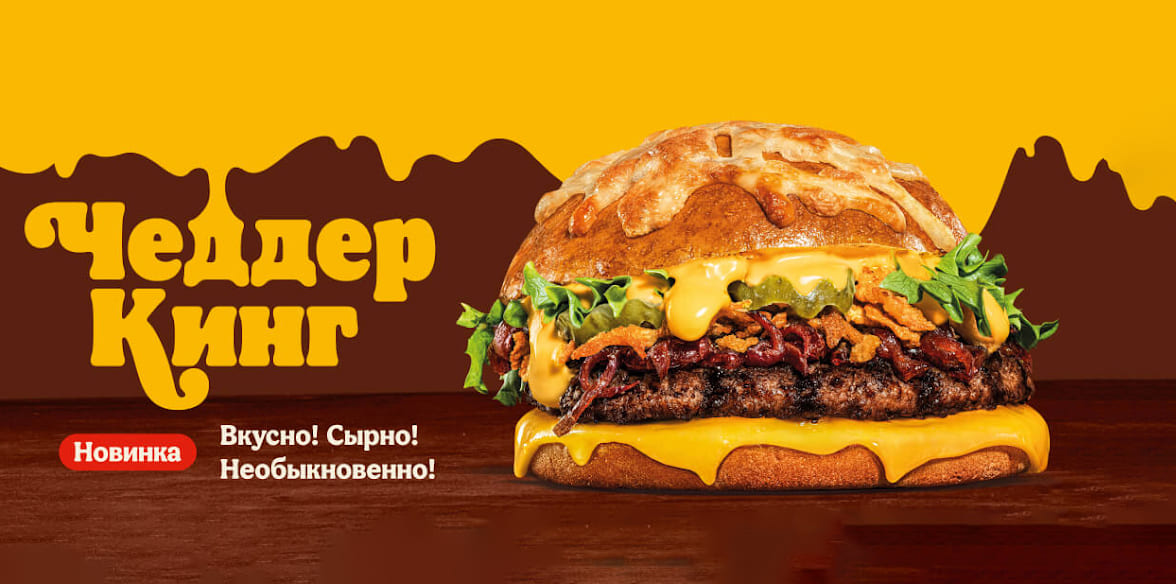 Чеддер
Кинг
Новинка
Вкусно! Сырно!
Необыкновенно!